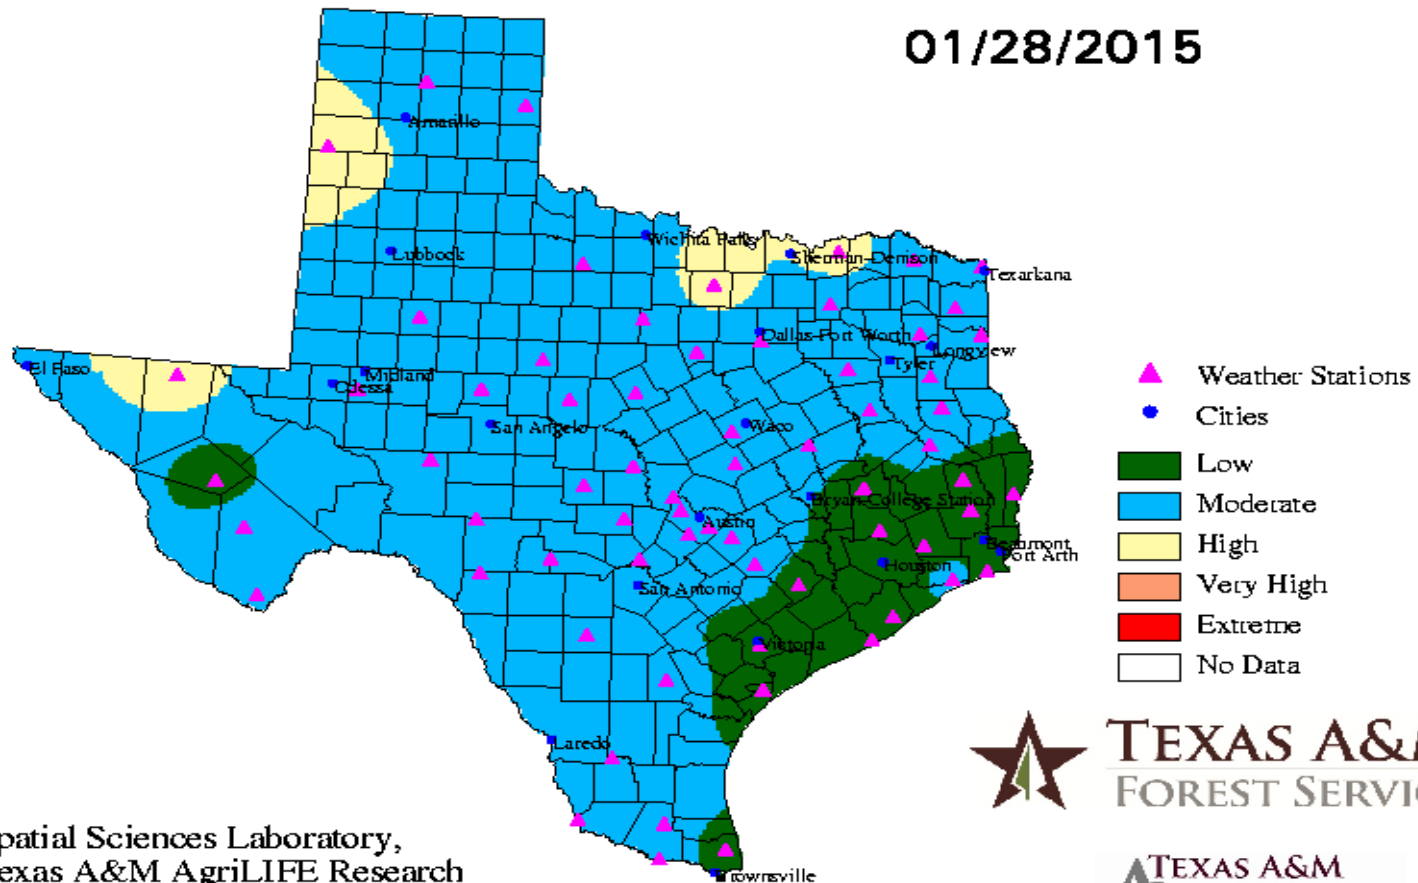 01/28/2015
Amarillo
Wichita Falls
Lubbock
Sherman-Denison
Texarkana
Dallas-Fort Worth
Longview
Tyler
El Paso
Midland
Odessa
San Angelo
Waco
Bryan-College Station
Austin
Beaumont
Port Arth
Houston
San Antonio
Victoria
Laredo
Brownsville
Weather Stations
Cities
Low
Moderate
High
Very High
Extreme
No Data
TEXAS A&M
FOREST SERVIC
patial Sciences Laboratory,
exas A&M AgriLIFE Research
TEXAS A&M